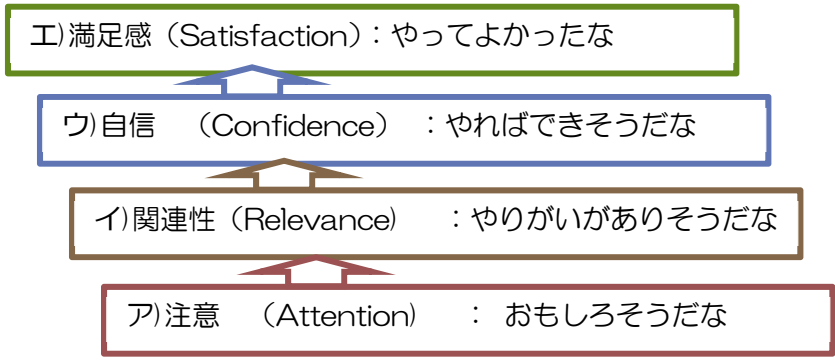 エ)満足感（Satisfaction）：やってよかったな
ウ)自信　（Confidence）　：やればできそうだな
イ)関連性（Relevance)　　：やりがいがありそうだな
ア)注意　（Attention)　　：　おもしろそうだな